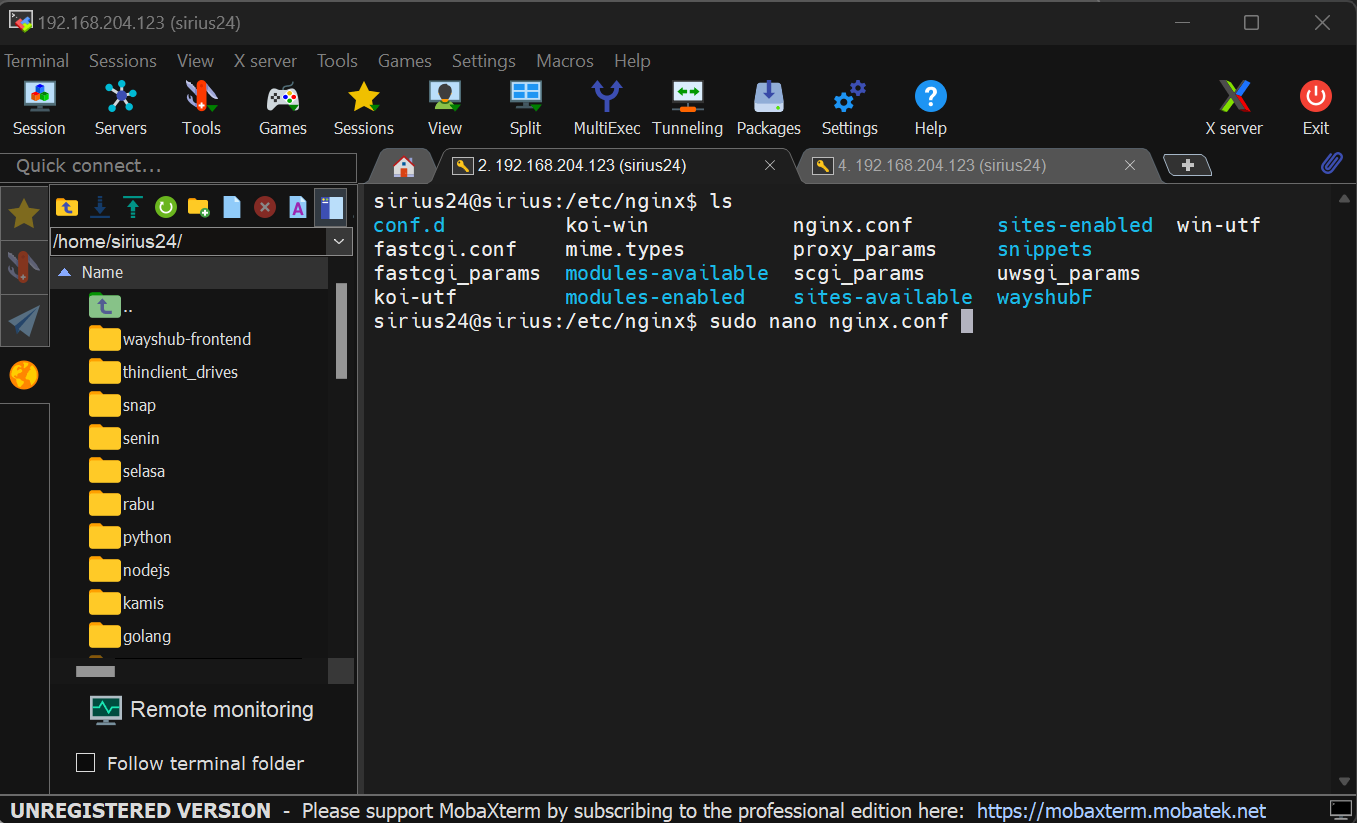 192.168.204.123 (sirius24)
Terminal Sessions View X server Tools Games Settings Macros Help
Session Servers Tools Games Sessions View Split MultiExec Tunneling Packages Settings Help X server Exit
Quick connect...
2. 192.168.204.123 (sirius24)
4. 192.168.204.123 (sirius24)
/home/sirius24/
Name
..
wayshub-frontend
thinclient_drives
snap
senin
selasa
rabu
python
nodejs
kamis
golang
Remote monitoring
Follow terminal folder
sirius24@sirius:/etc/nginx$ ls
conf.d koi-win nginx.conf sites-enabled win-utf
fastcgi.conf mime.types proxy_params snippets
fastcgi_params modules-available scgi_params uwsgi_params
koi-utf modules-enabled sites-available wayshubF
sirius24@sirius:/etc/nginx$ sudo nano nginx.conf
UNREGISTERED VERSION - Please support MobaXterm by subscribing to the professional edition here: https://mobaxterm.mobatek.net